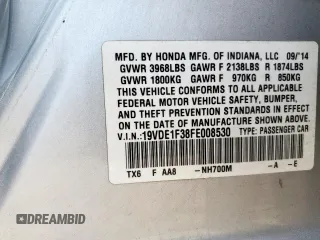 MFD. BY HONDA MFG. OF INDIANA, LLC 09/14
GVWR 3968LBS GAWR F 2138LBS R 1874LBS
GVWR 1800KG GAWR F 970KG R 850KG
THIS VEHICLE CONFORMS TO ALL APPLICABLE
FEDERAL MOTOR VEHICLE SAFETY, BUMPER,
AND THEFT PREVENTION STANDARDS IN
EFFECT ON THE DATE OF MANUFACTURE
SHOWN ABOVE.
V.I.N.: 19VDE1F38FE008530 TYPE: PASSENGER CAR
TX6 F AA8 -NH700M -A -E
DREAMBID